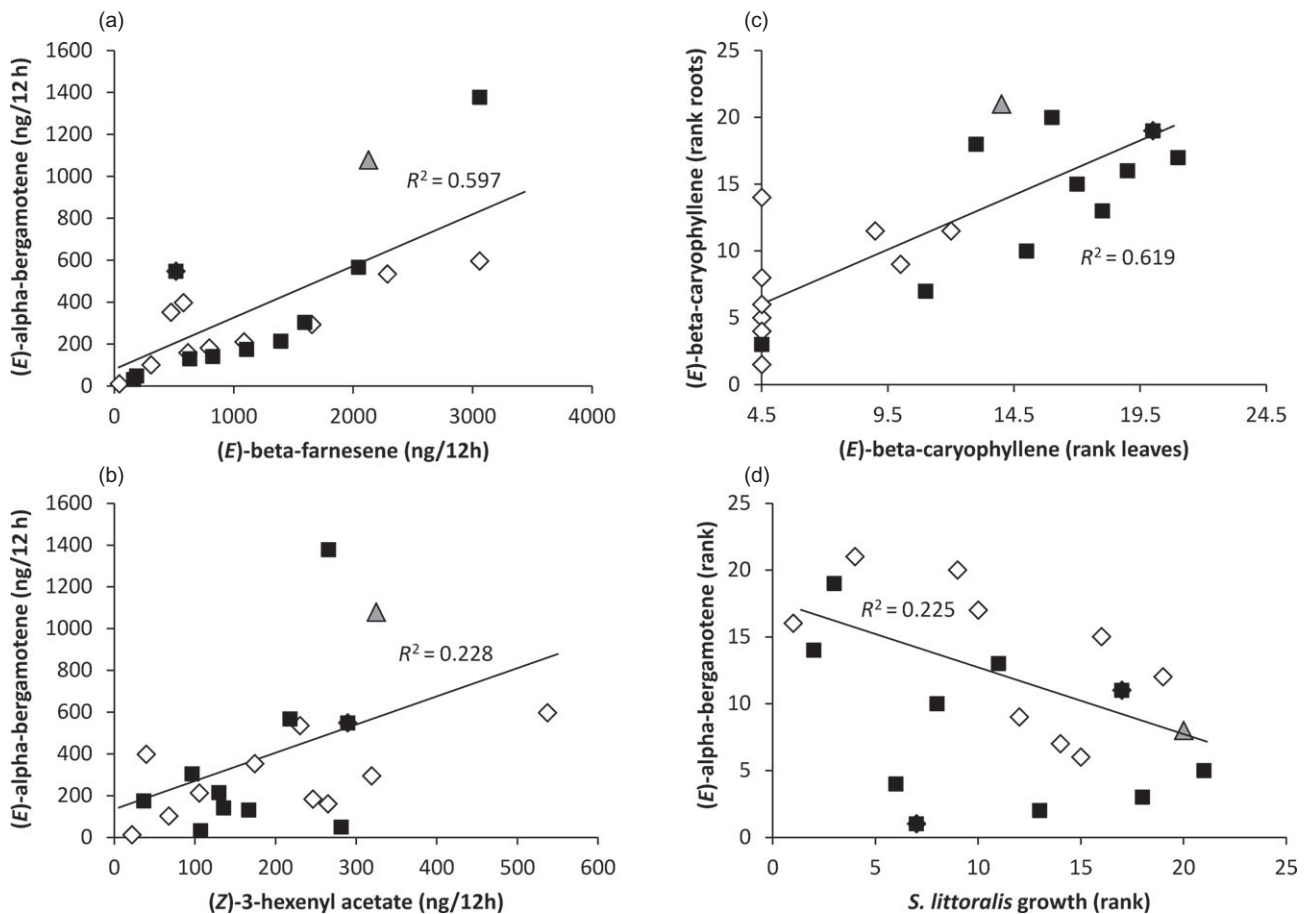 (a)
(E)-alpha-bergamotene (ng/12h)
1600
1400
1200
1000
800
600
400
200
0
R² = 0.597
0 1000 2000 3000 4000
(E)-beta-farnesene (ng/12h)
(c)
(E)-beta-caryophyllene (rank roots)
25
20
15
10
5
0
R² = 0.619
4.5 9.5 14.5 19.5 24.5
(E)-beta-caryophyllene (rank leaves)
(b)
(E)-alpha-bergamotene (ng/12 h)
1600
1400
1200
1000
800
600
400
200
0
R² = 0.228
0 100 200 300 400 500 600
(Z)-3-hexenyl acetate (ng/12h)
(d)
(E)-alpha-bergamotene (rank)
25
20
15
10
5
0
R² = 0.225
0 5 10 15 20 25
S. littoralis growth (rank)